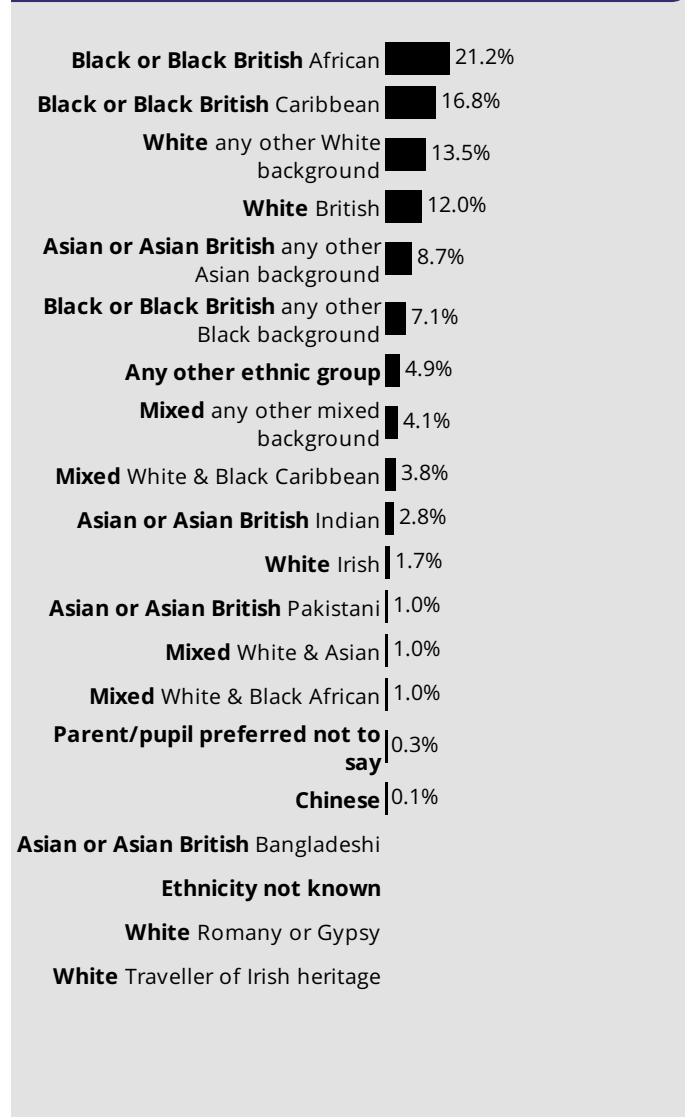 Black or Black British African 21.2%
Black or Black British Caribbean 16.8%
White any other White
background 13.5%
White British 12.0%
Asian or Asian British any other
Asian background 8.7%
Black or Black British any other
Black background 7.1%
Any other ethnic group 4.9%
Mixed any other mixed
background 4.1%
Mixed White & Black Caribbean 3.8%
Asian or Asian British Indian 2.8%
White Irish 1.7%
Asian or Asian British Pakistani 1.0%
Mixed White & Asian 1.0%
Mixed White & Black African 1.0%
Parent/pupil preferred not to
say 0.3%
Chinese 0.1%
Asian or Asian British Bangladeshi
Ethnicity not known
White Romany or Gypsy
White Traveller of Irish heritage